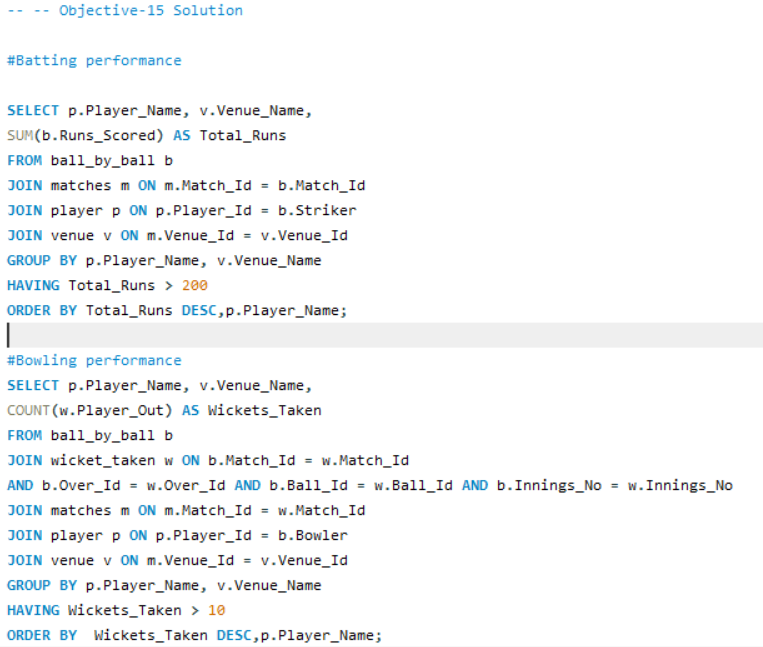 -- -- Objective-15 Solution
#Batting performance
SELECT p.Player_Name, v.Venue_Name,
SUM(b.Runs_Scored) AS Total_Runs
FROM ball_by_ball b
JOIN matches m ON m.Match_Id = b.Match_Id
JOIN player p ON p.Player_Id = b.Striker
JOIN venue v ON m.Venue_Id = v.Venue_Id
GROUP BY p.Player_Name, v.Venue_Name
HAVING Total_Runs > 200
ORDER BY Total_Runs DESC,p.Player_Name;
#Bowling performance
SELECT p.Player_Name, v.Venue_Name,
COUNT(w.Player_Out) AS Wickets_Taken
FROM ball_by_ball b
JOIN wicket_taken w ON b.Match_Id = w.Match_Id
AND b.Over_Id = w.Over_Id AND b.Ball_Id = w.Ball_Id AND b.Innings_No = w.Innings_No
JOIN matches m ON m.Match_Id = w.Match_Id
JOIN player p ON p.Player_Id = b.Bowler
JOIN venue v ON m.Venue_Id = v.Venue_Id
GROUP BY p.Player_Name, v.Venue_Name
HAVING Wickets_Taken > 10
ORDER BY  Wickets_Taken DESC,p.Player_Name;